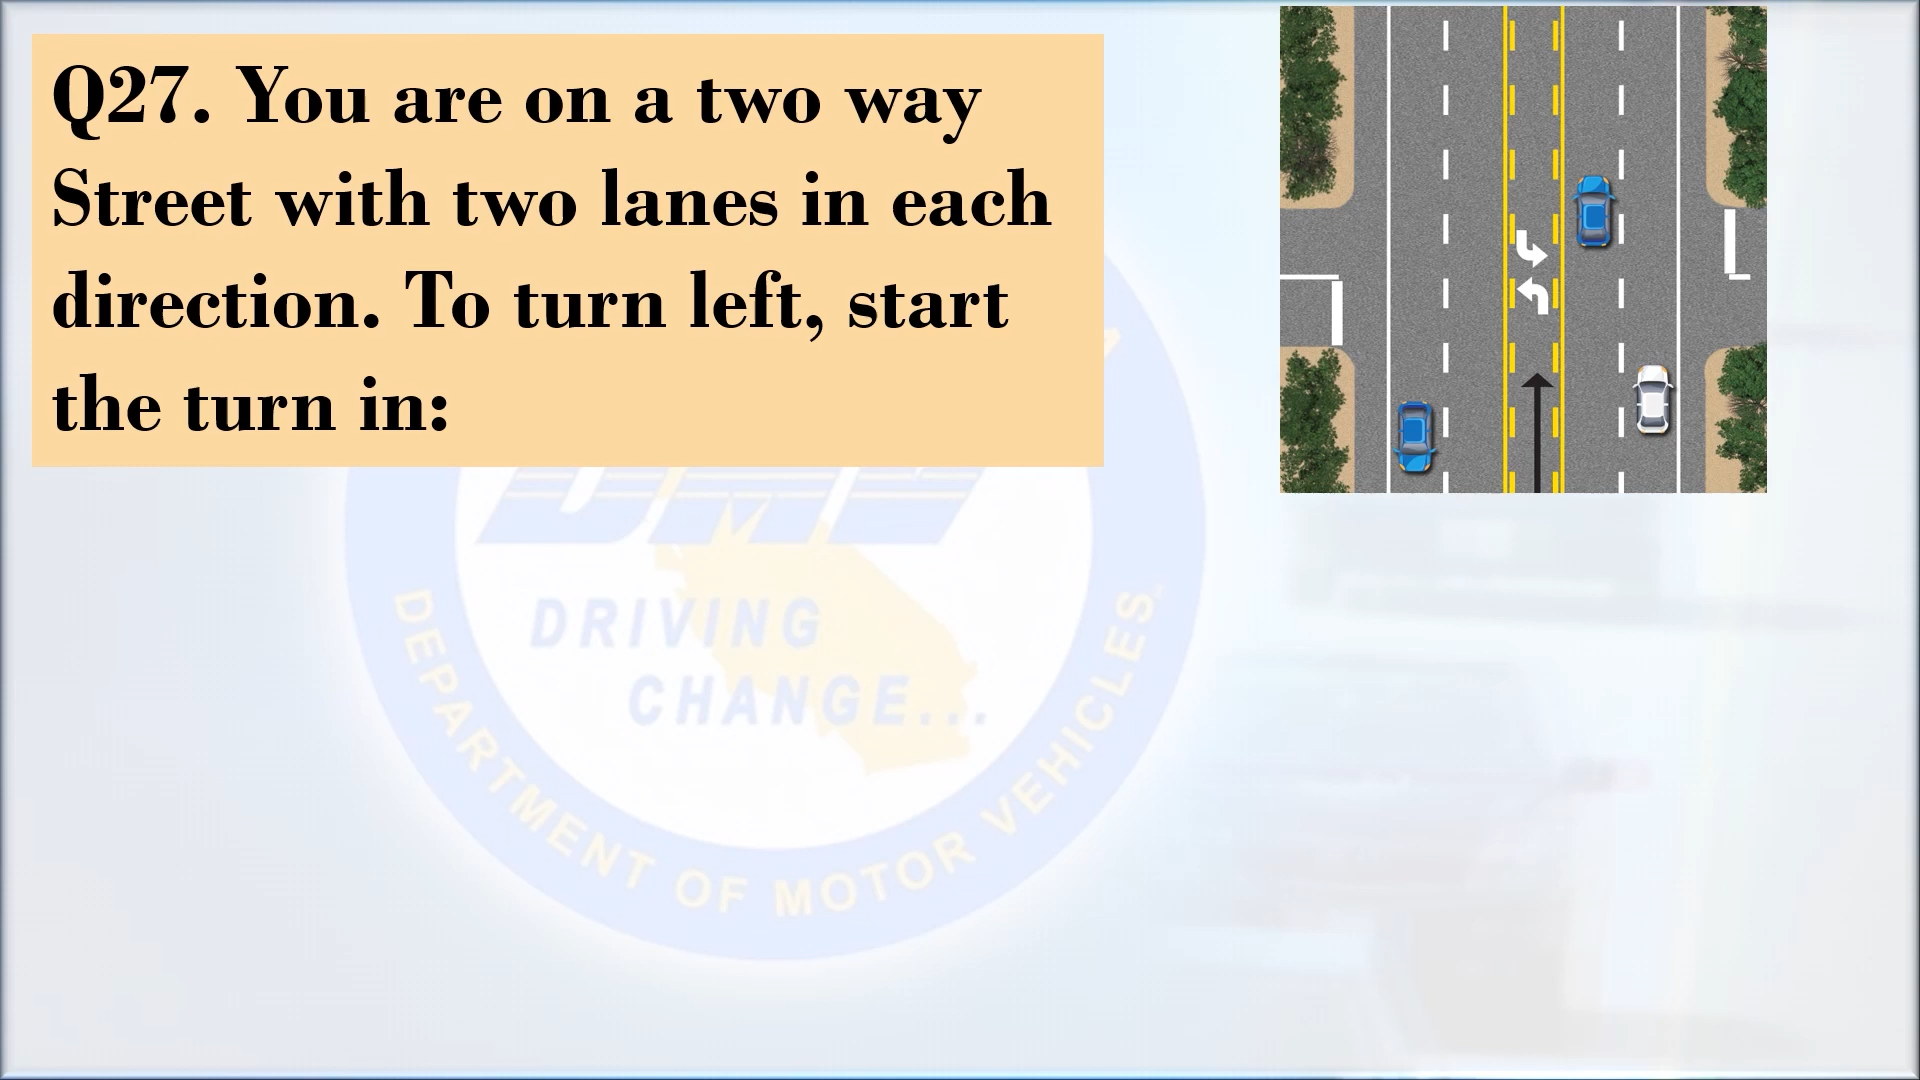 Q27. You are on a two way
Street with two lanes in each
direction. To turn left, start
the turn in:
DRIVING
CHANGE...
DEPARTMENT OF MOTOR VEHICLES